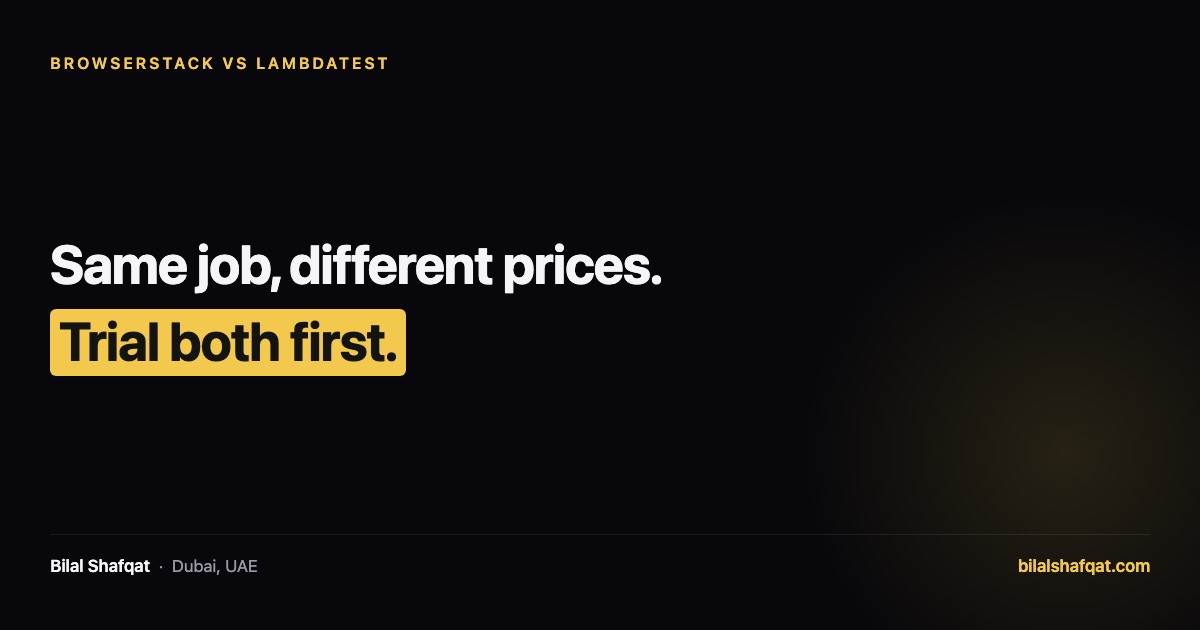 BROWSERSTACK VS LAMBDATEST
Same job, different prices.
Trial both first.
Bilal Shafqat · Dubai, UAE
bilalshafqat.com